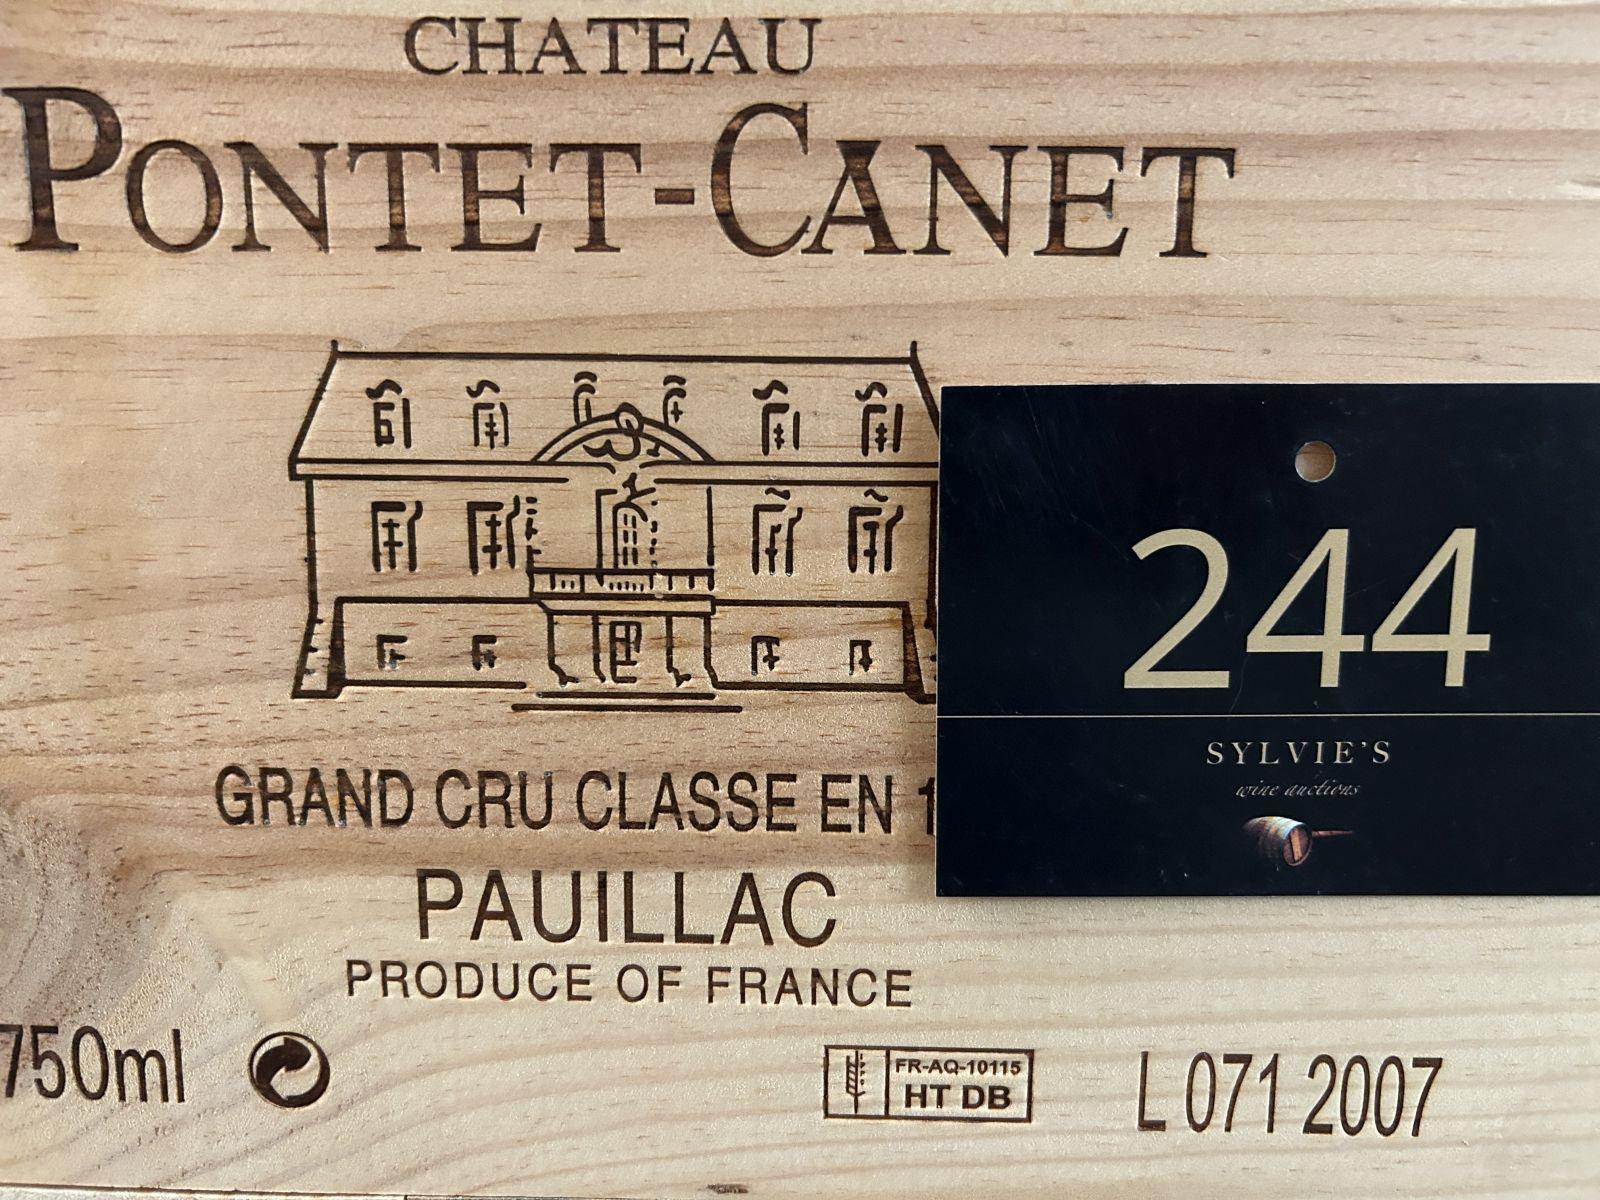 CHATEAU
PONTET-CANET
244
SYLVIE'S
wine auctions
GRAND CRU CLASSE EN
PAUILLAC
PRODUCE OF FRANCE
750ml
FR-AQ-10115
HT DB
L 071 2007